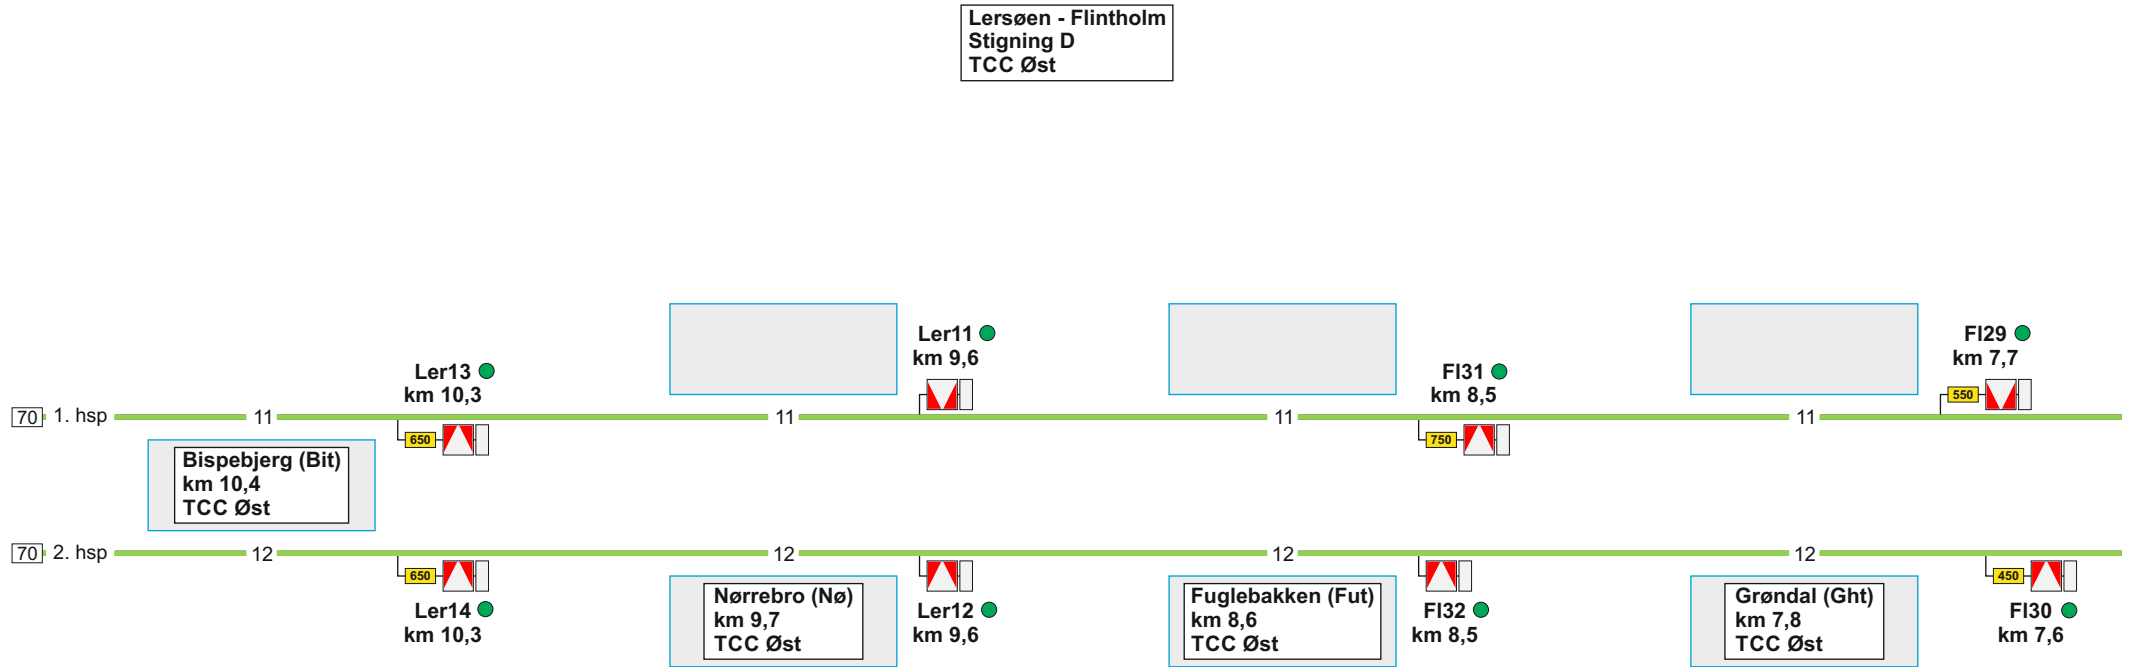 Lersøen - Flintholm
Stigning D
TCC Øst
Ler11
km 9,6
Fl29
km 7,7
Ler13
km 10,3
Fl31
km 8,5
550
70 1. hsp 11 11 11 11
650
750
Bispebjerg (Bit)
km 10,4
TCC Øst
70 2. hsp 12 12 12 12
650
450
Ler14
km 10,3
Nørrebro (Nø)
km 9,7
TCC Øst
Ler12
km 9,6
Fuglebakken (Fut)
km 8,6
TCC Øst
Fl32
km 8,5
Grøndal (Ght)
km 7,8
TCC Øst
Fl30
km 7,6